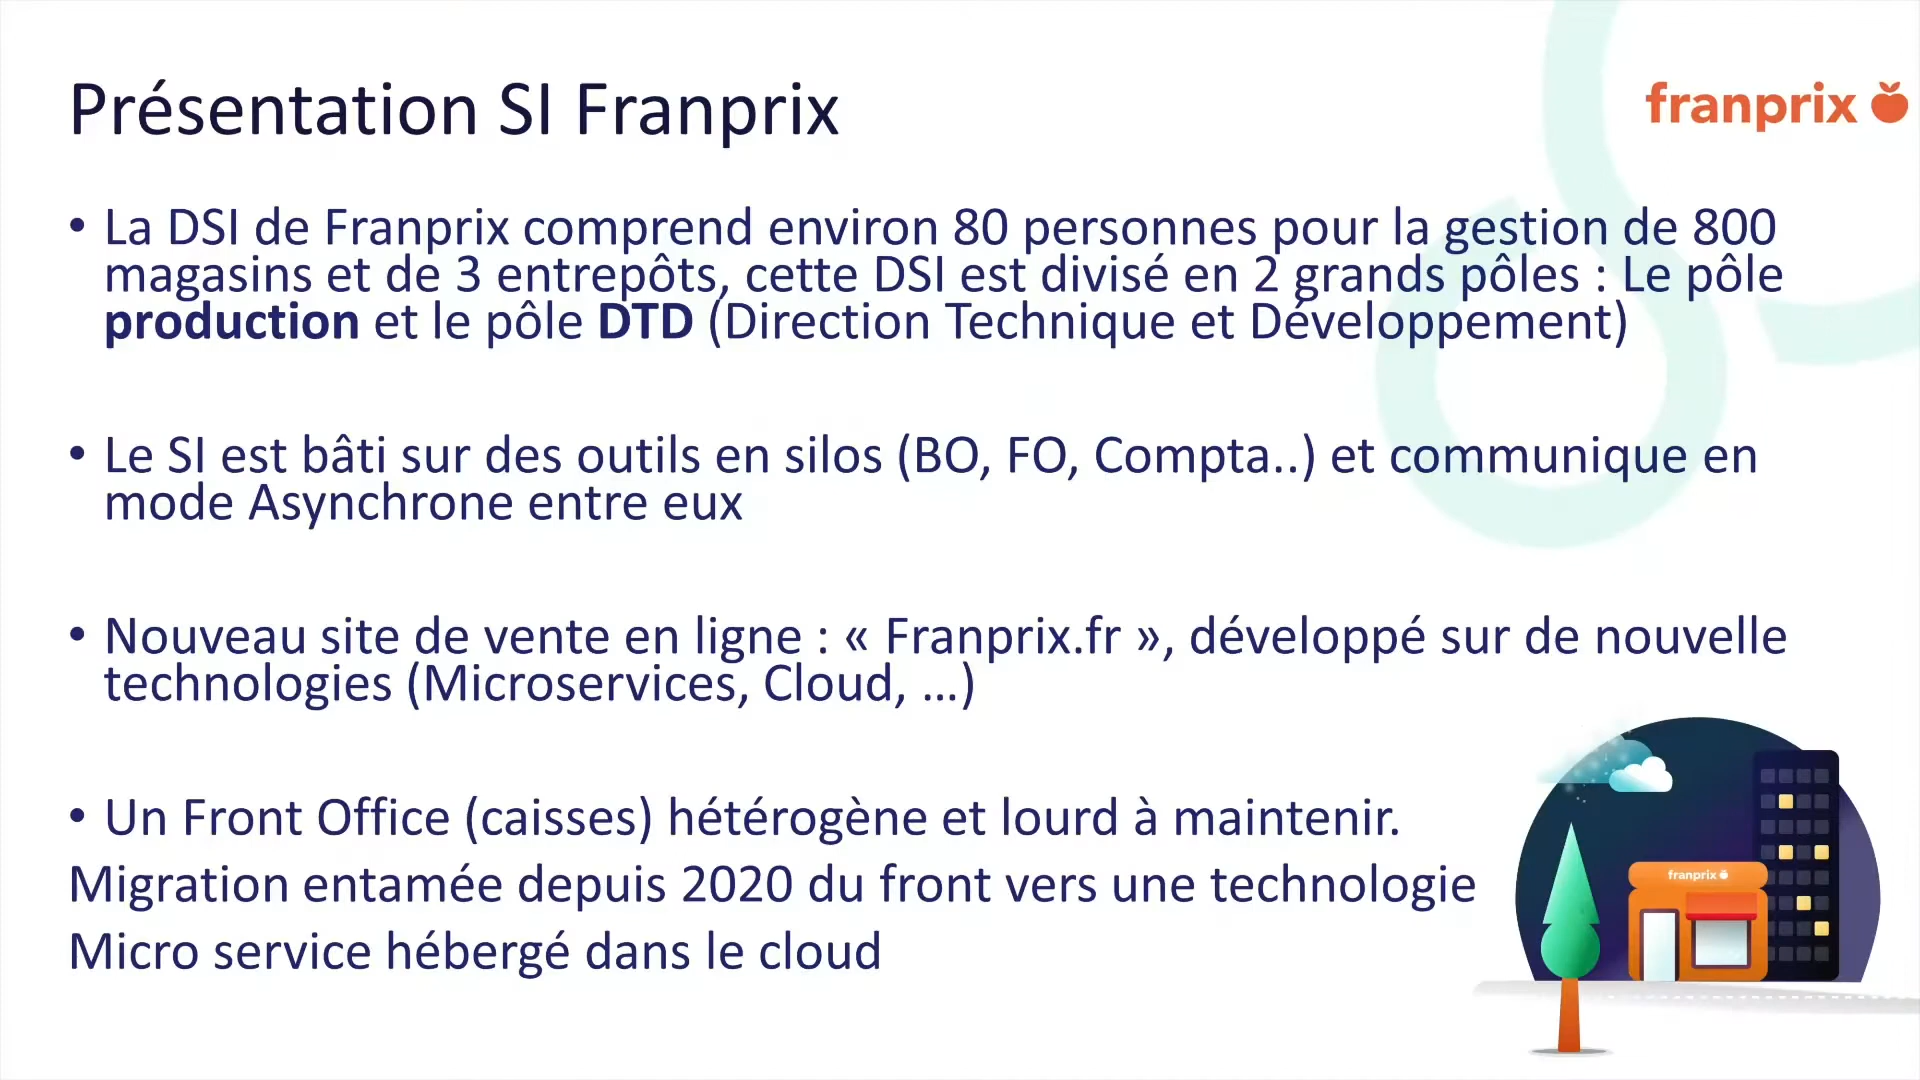 Présentation SI Franprix
franprix
• La DSI de Franprix comprend environ 80 personnes pour la gestion de 800
magasins et de 3 entrepôts, cette DSI est divisé en 2 grands pôles : Le pôle
production et le pôle DTD (Direction Technique et Développement)
• Le SI est bâti sur des outils en silos (BO, FO, Compta..) et communique en
mode Asynchrone entre eux
• Nouveau site de vente en ligne : « Franprix.fr », développé sur de nouvelle
technologies (Microservices, Cloud, …)
• Un Front Office (caisses) hétérogène et lourd à maintenir.
Migration entamée depuis 2020 du front vers une technologie
Micro service hébergé dans le cloud
franprix